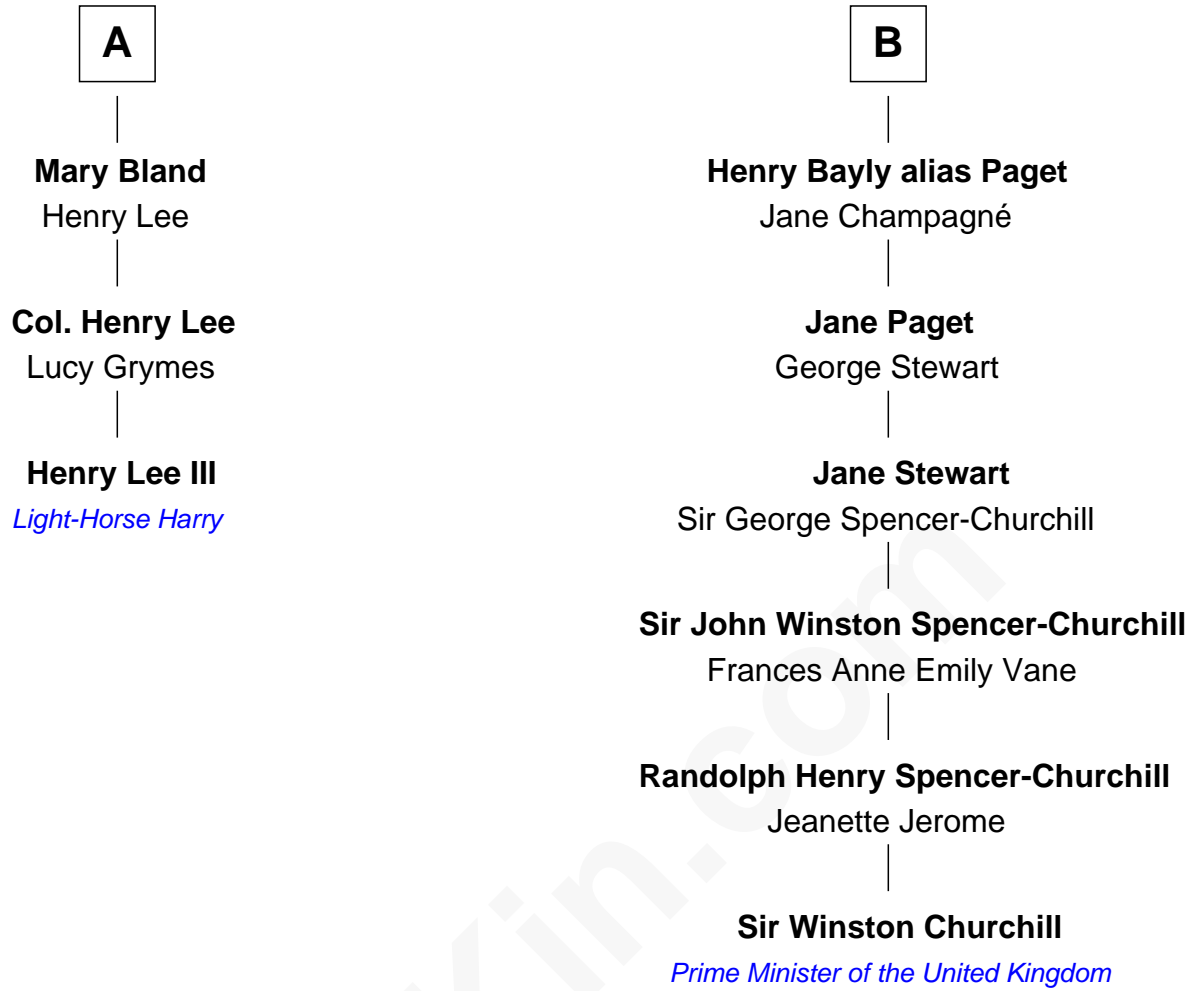 A
Mary Bland
Henry Lee
Col. Henry Lee
Lucy Grymes
Henry Lee III
Light-Horse Harry
B
Henry Bayly alias Paget
Jane Champagné
Jane Paget
George Stewart
Jane Stewart
Sir George Spencer-Churchill
Sir John Winston Spencer-Churchill
Frances Anne Emily Vane
Randolph Henry Spencer-Churchill
Jeanette Jerome
Sir Winston Churchill
Prime Minister of the United Kingdom
Kin.com